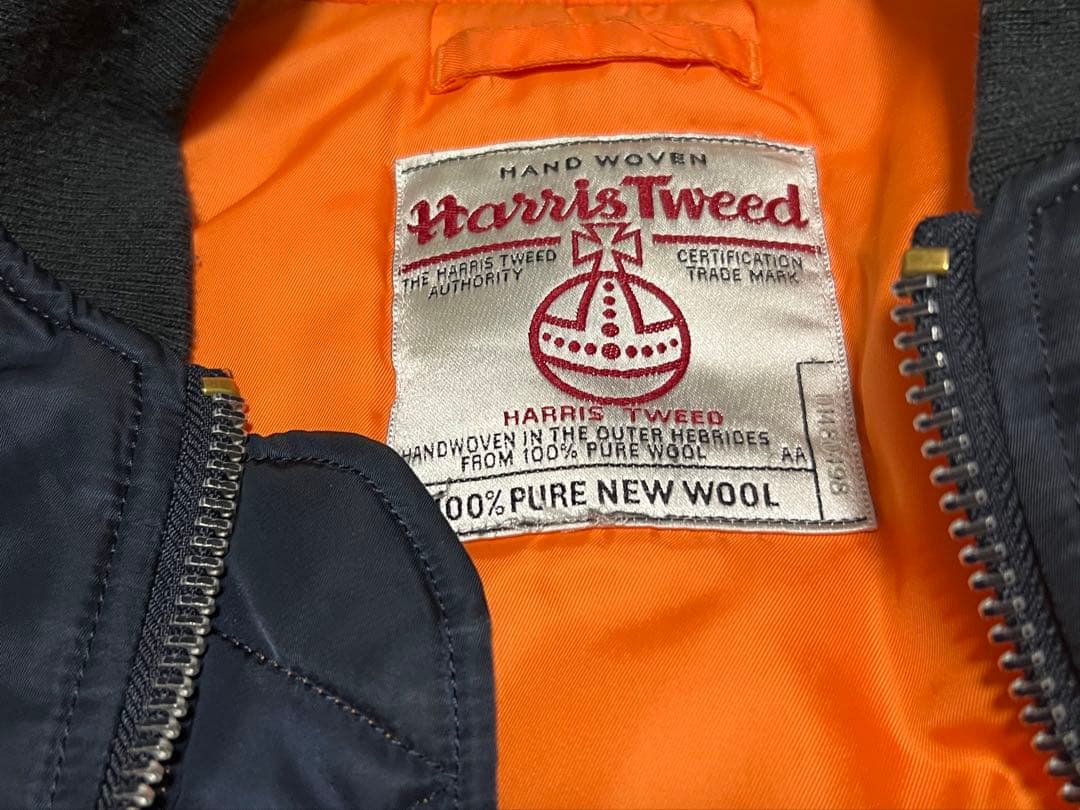 HAND WOVEN
Harris Tweed
THE HARRIS TWEED
AUTHORITY
CERTIFICATION
TRADE MARK
HARRIS TWEED
HANDWOVEN IN THE OUTER HEBRIDES
FROM 100% PURE WOOL
AA
00% PURE NEW WOOL